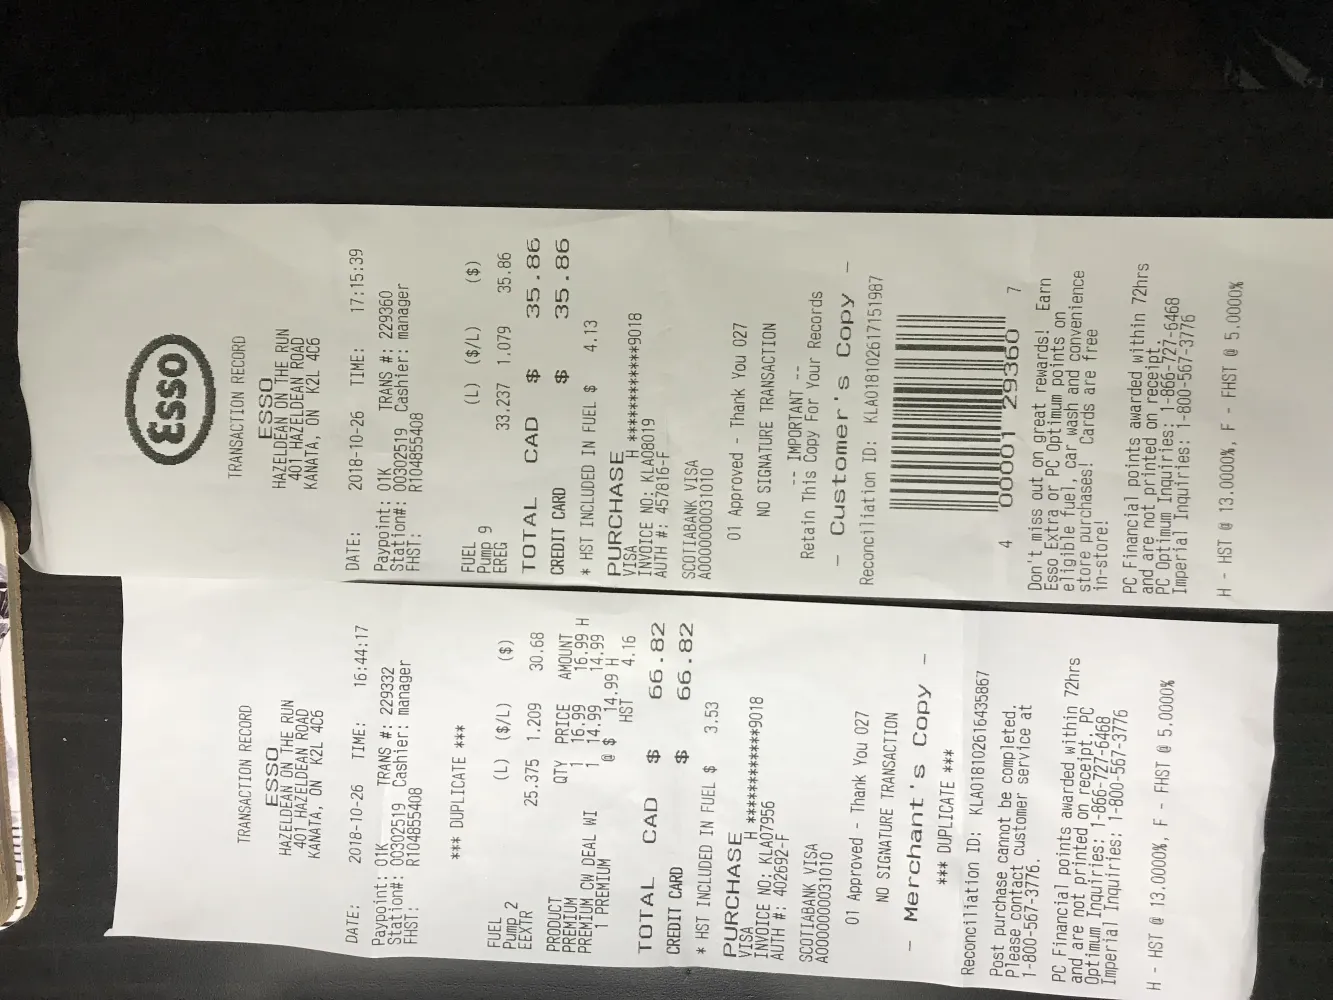 Esso
TRANSACTION RECORD
ESSO
HAZELDEAN ON THE RUN
401 HAZELDEAN ROAD
KANATA, ON K2L 4C6
DATE: 2018-10-26 TIME: 17:15:39
Paypoint: 01K TRANS #: 229360
Station#: 00302519 Cashier: manager
FHST: R104855408
FUEL (L) ($/L) ($)
Pump 9
EREG 33.237 1.079 35.86
TOTAL CAD $ 35.86
CREDIT CARD $ 35.86
* HST INCLUDED IN FUEL $ 4.13
PURCHASE
VISA H ************9018
INVOICE NO: KLA08019
AUTH #: 457816-F
SCOTIABANK VISA
A0000000031010
01 Approved - Thank You 027
NO SIGNATURE TRANSACTION
-- IMPORTANT --
Retain This Copy For Your Records
- Customer's Copy -
Reconciliation ID: KLA018102617151987
4 00001 29360 7
Don't miss out on great rewards! Earn
Esso Extra or PC Optimum points on
eligible fuel, car wash and convenience
store purchases! Cards are free
in-store!
PC Financial points awarded within 72hrs
and are not printed on receipt.
PC Optimum Inquiries: 1-866-727-6468
Imperial Inquiries: 1-800-567-3776
H - HST @ 13.0000%, F - FHST @ 5.0000%
TRANSACTION RECORD
ESSO
HAZELDEAN ON THE RUN
401 HAZELDEAN ROAD
KANATA, ON K2L 4C6
DATE: 2018-10-26 TIME: 16:44:17
Paypoint: 01K TRANS #: 229332
Station#: 00302519 Cashier: manager
FHST: R104855408
*** DUPLICATE ***
FUEL (L) ($/L) ($)
Pump 2
EEXTR 25.375 1.209 30.68
PRODUCT QTY PRICE AMOUNT
PREMIUM 1 16.99 16.99 H
PREMIUM CW DEAL WI 1 14.99 14.99
1 PREMIUM @ $ 14.99 H
HST 4.16
TOTAL CAD $ 66.82
CREDIT CARD $ 66.82
* HST INCLUDED IN FUEL $ 3.53
PURCHASE
VISA H ************9018
INVOICE NO: KLA07956
AUTH #: 402692-F
SCOTIABANK VISA
A0000000031010
01 Approved - Thank You 027
NO SIGNATURE TRANSACTION
- Merchant's Copy -
*** DUPLICATE ***
Reconciliation ID: KLA018102616435867
Post purchase cannot be completed.
Please contact customer service at
1-800-567-3776.
PC Financial points awarded within 72hrs
and are not printed on receipt. PC
Optimum Inquiries: 1-866-727-6468
Imperial Inquiries: 1-800-567-3776
H - HST @ 13.0000%, F - FHST @ 5.0000%